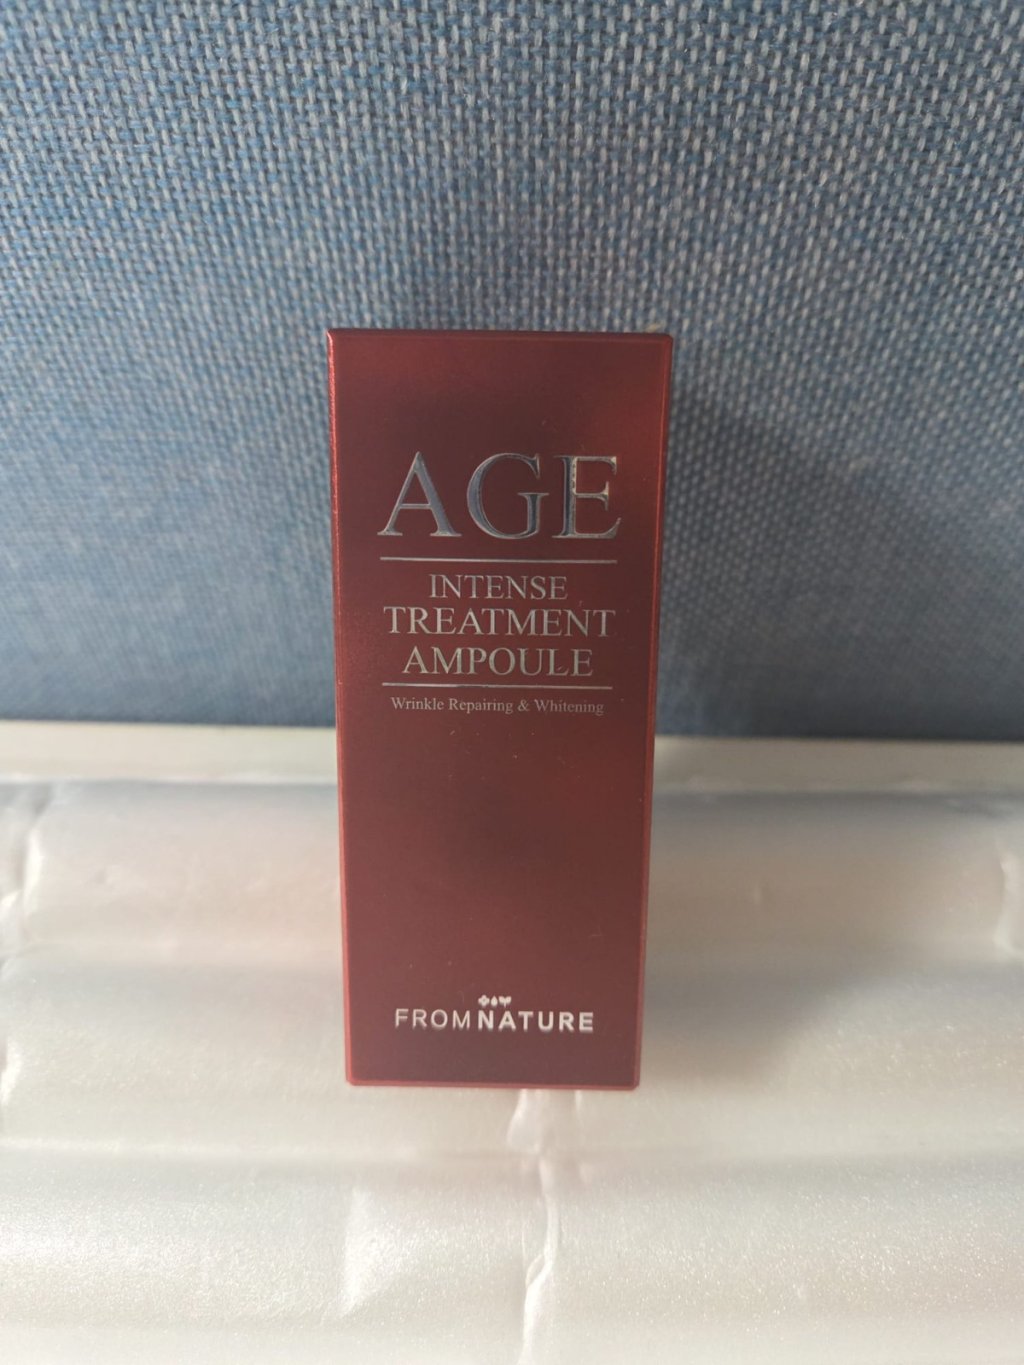 AGE
INTENSE
TREATMENT
AMPOULE
Wrinkle Repairing & Whitening
FROMNATURE